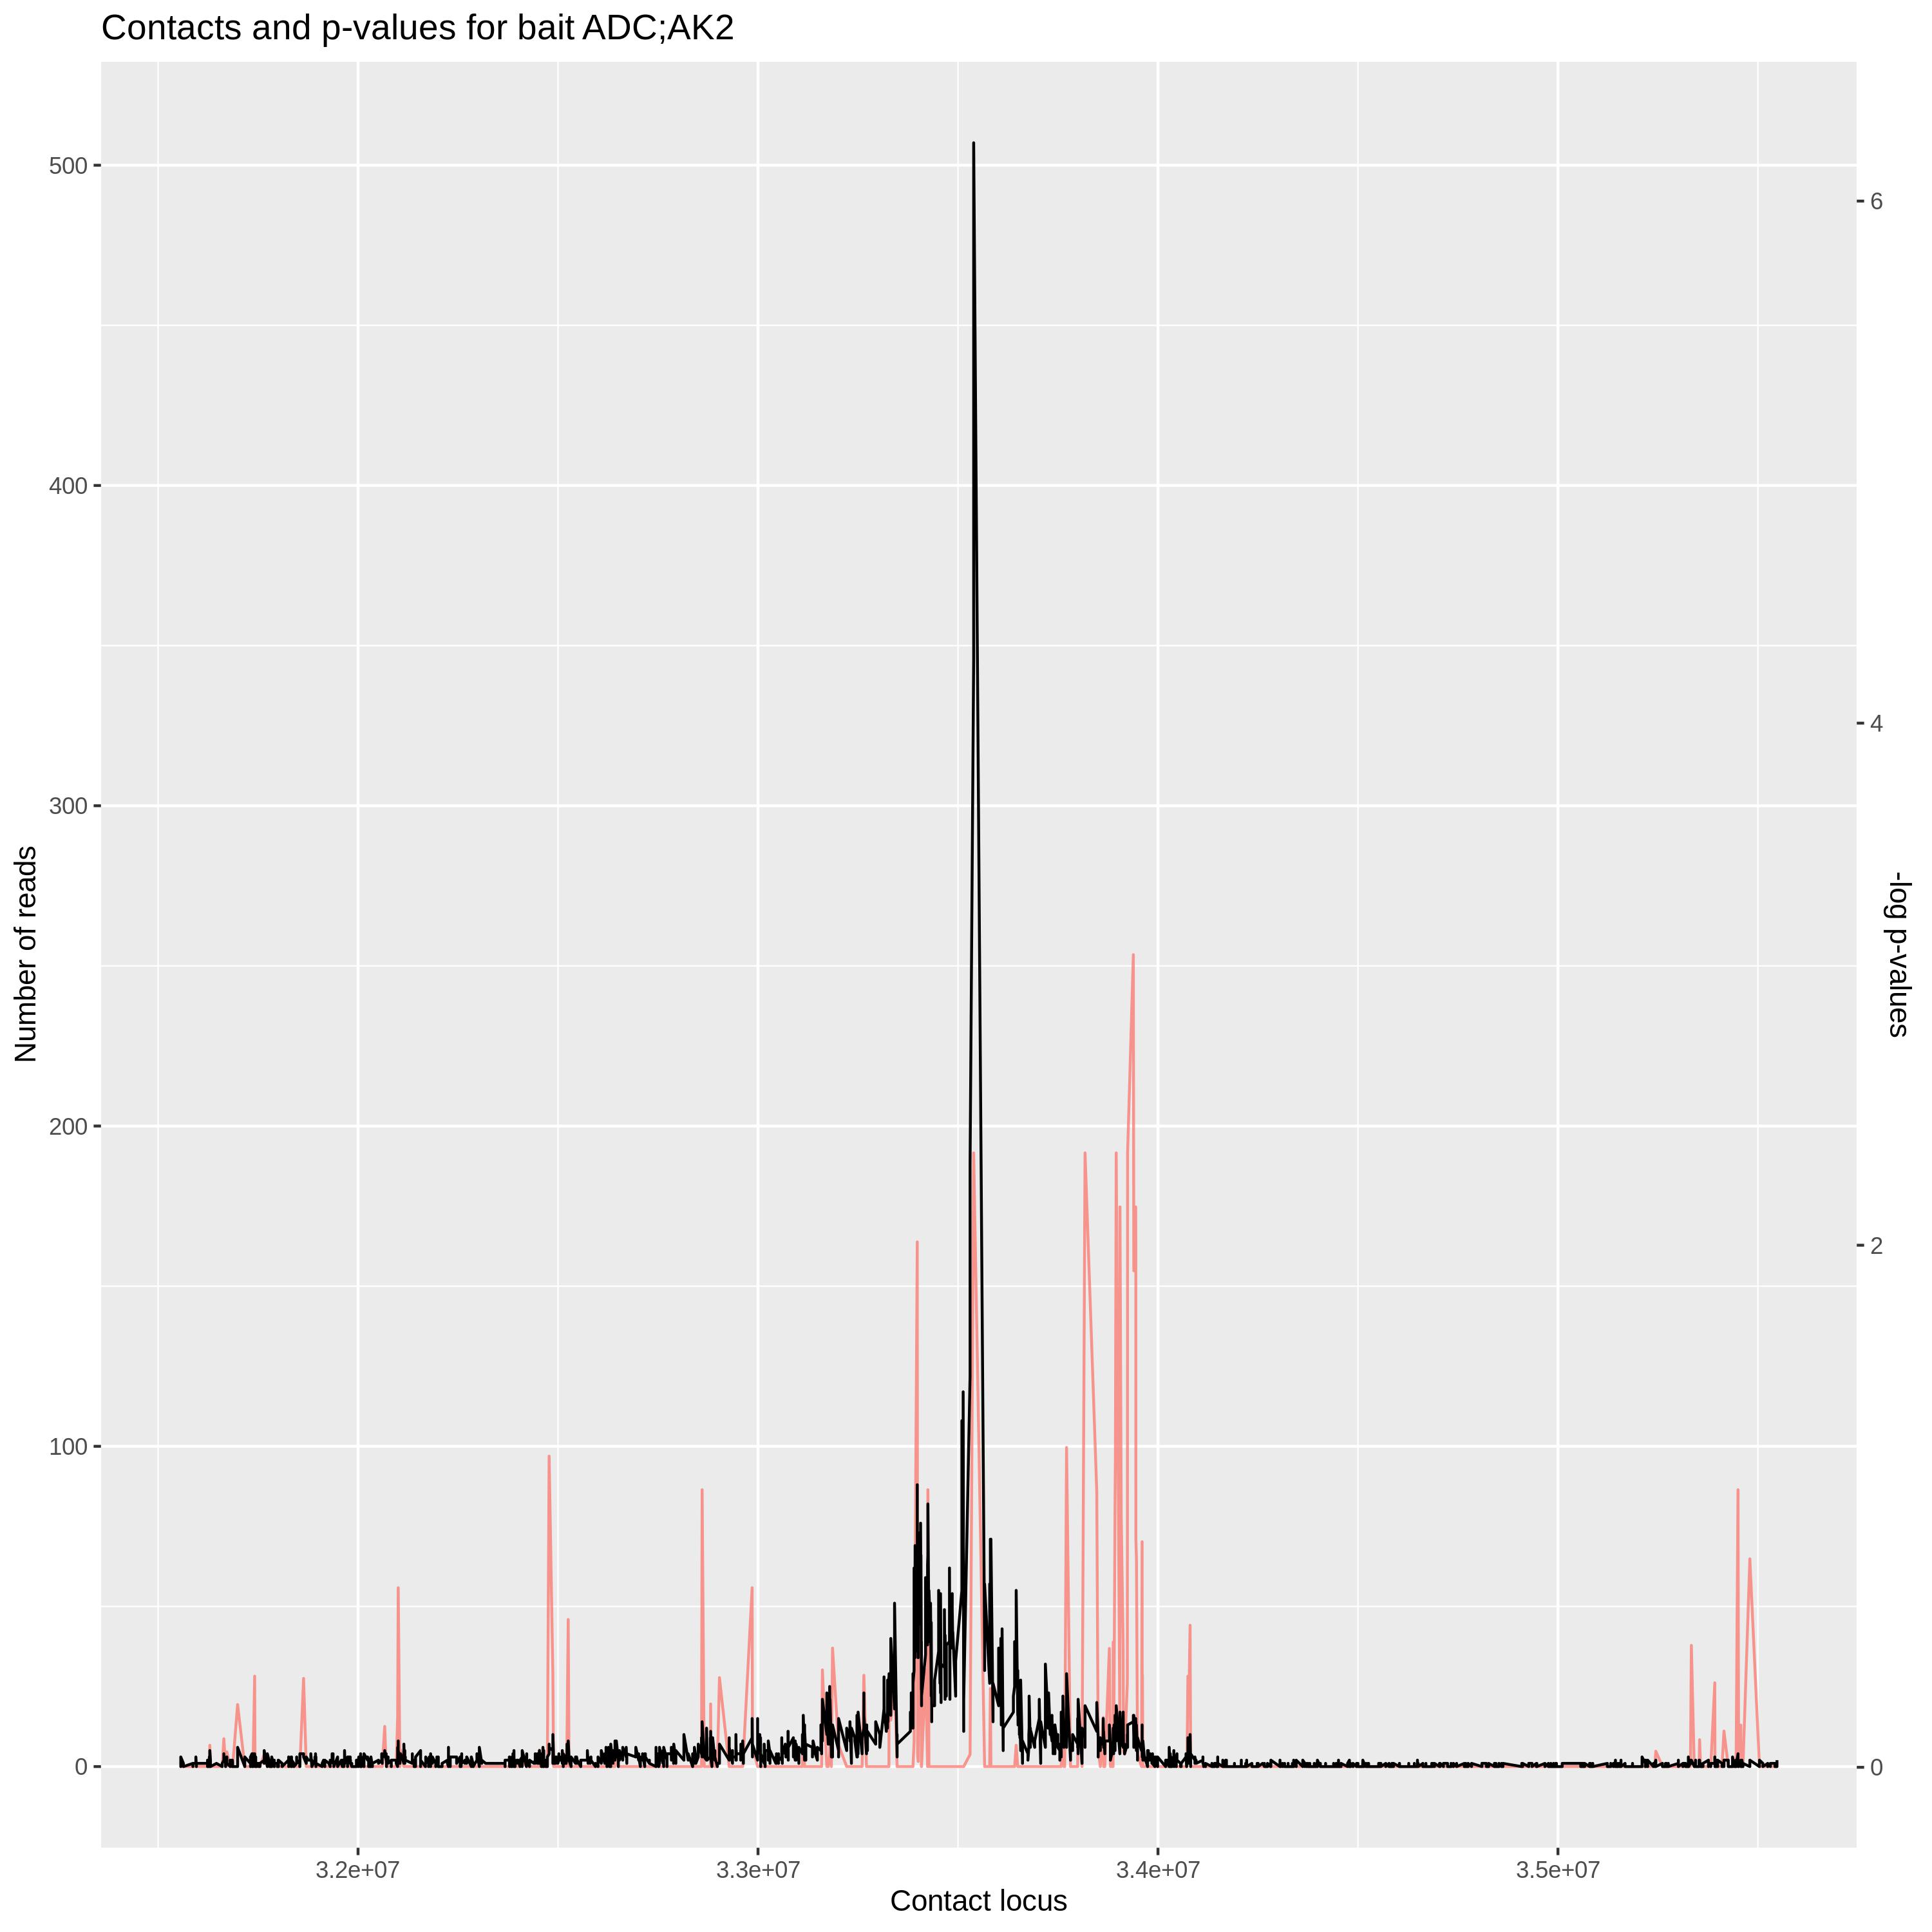 Contacts and p-values for bait ADC;AK2
500
400
300
200
100
0
6
4
2
0
Number of reads
-log p-values
3.2e+07
3.3e+07
3.4e+07
3.5e+07
Contact locus